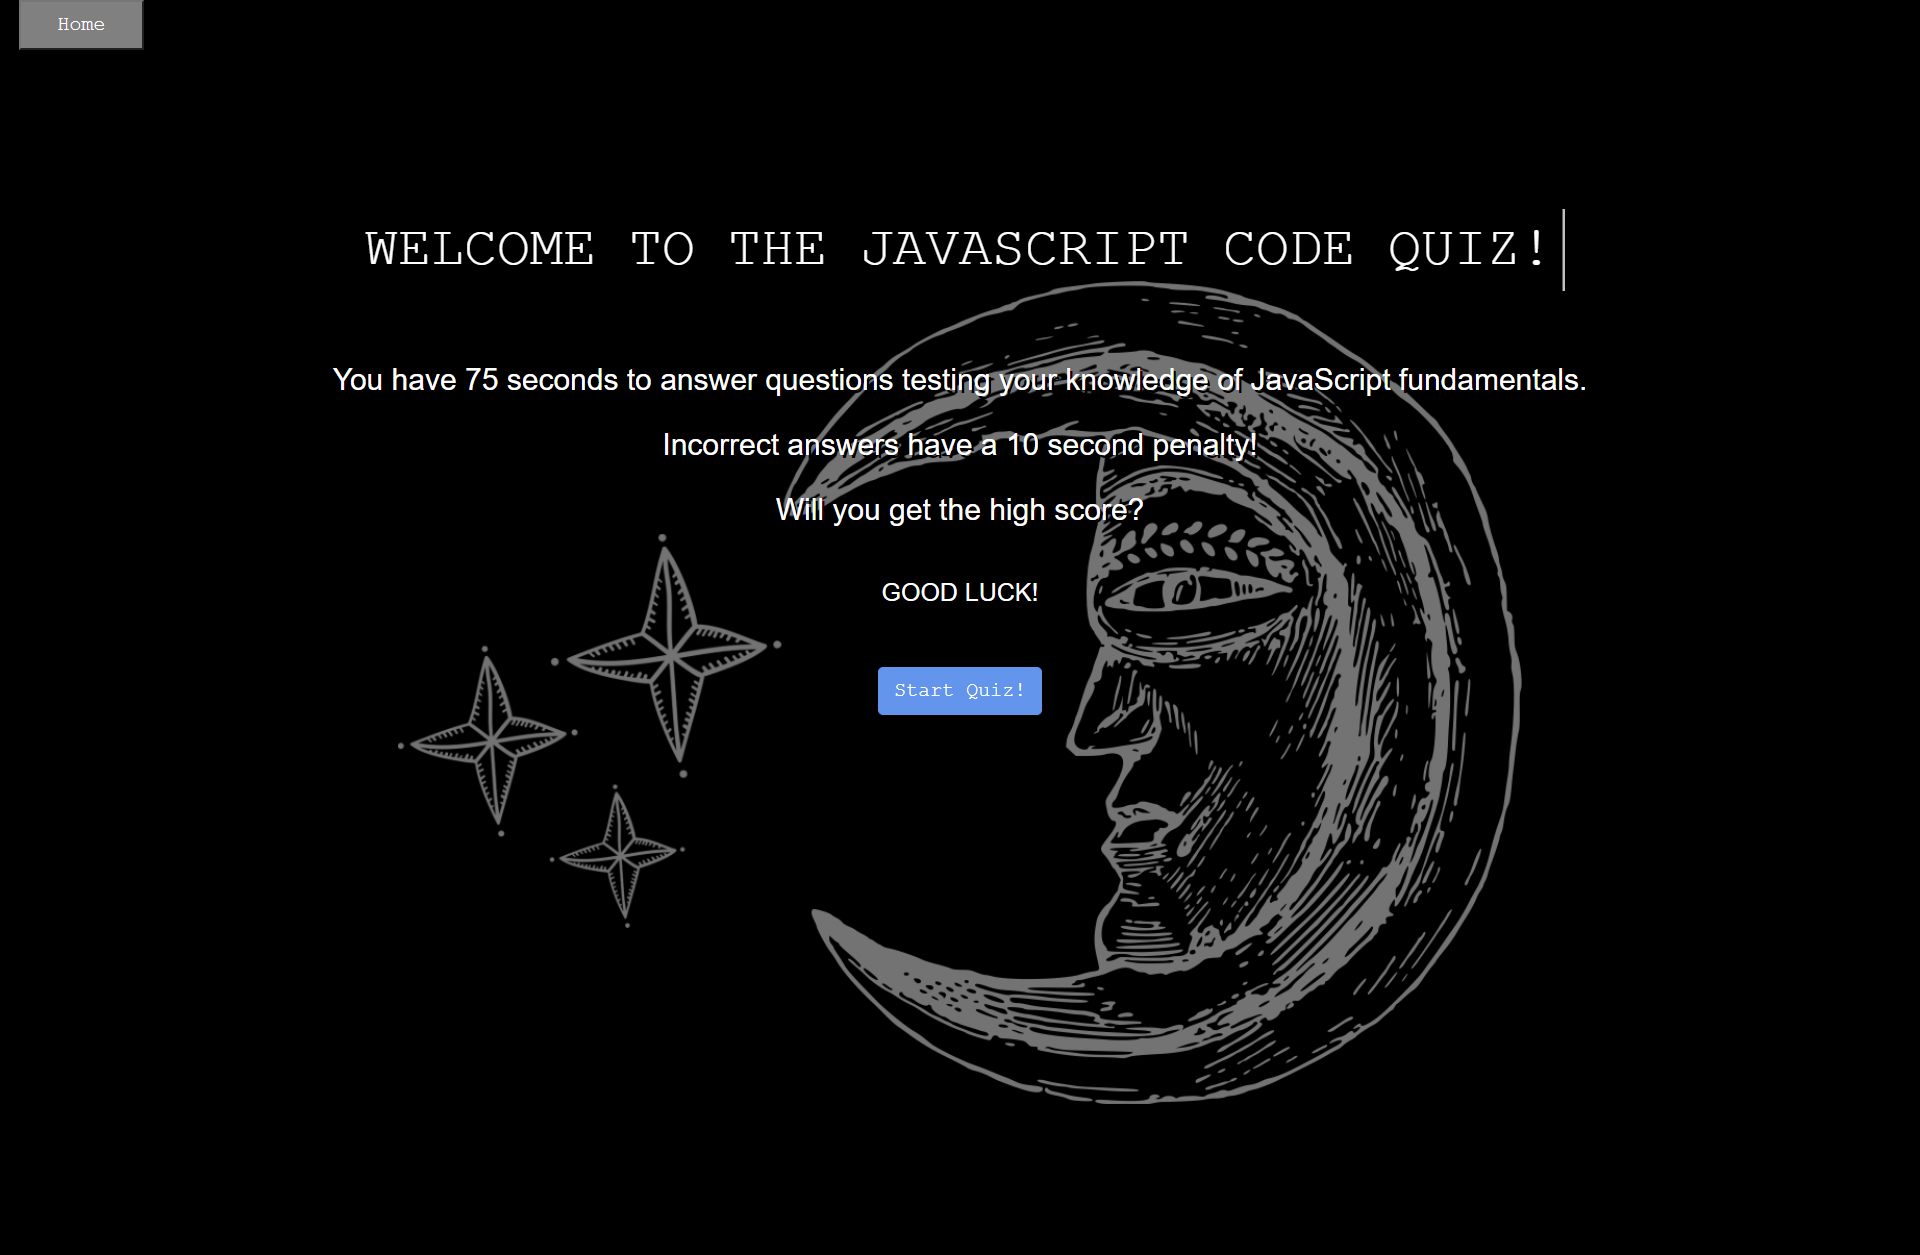 Home
WELCOME TO THE JAVASCRIPT CODE QUIZ!
You have 75 seconds to answer questions testing your knowledge of JavaScript fundamentals.
Incorrect answers have a 10 second penalty!
Will you get the high score?
GOOD LUCK!
Start Quiz!